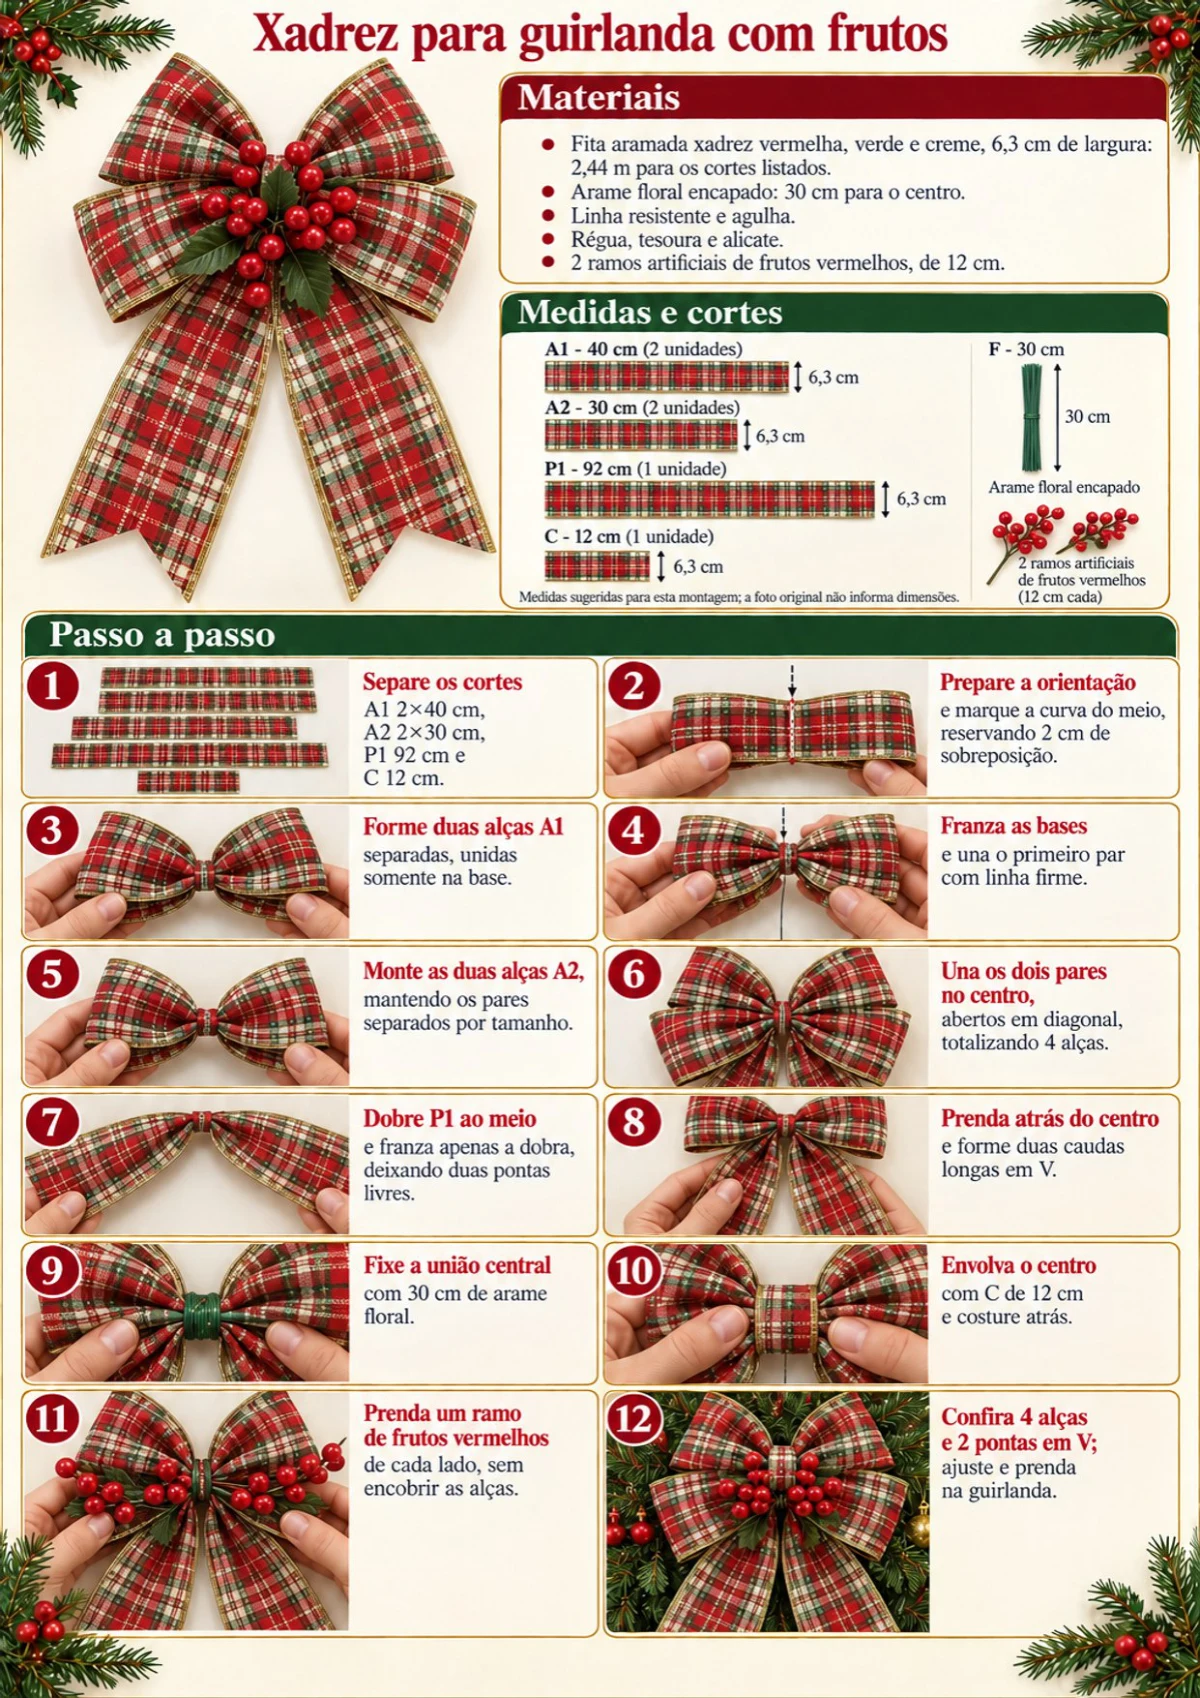 Xadrez para guirlanda com frutos
Materiais
● Fita aramada xadrez vermelha, verde e creme, 6,3 cm de largura:
2,44 m para os cortes listados.
● Arame floral encapado: 30 cm para o centro.
● Linha resistente e agulha.
● Régua, tesoura e alicate.
● 2 ramos artificiais de frutos vermelhos, de 12 cm.
Medidas e cortes
A1 - 40 cm (2 unidades)
6,3 cm
A2 - 30 cm (2 unidades)
6,3 cm
P1 - 92 cm (1 unidade)
6,3 cm
C - 12 cm (1 unidade)
6,3 cm
Medidas sugeridas para esta montagem; a foto original não informa dimensões.
F - 30 cm
30 cm
Arame floral encapado
2 ramos artificiais
de frutos vermelhos
(12 cm cada)
Passo a passo
1
Separe os cortes
A1 2×40 cm,
A2 2×30 cm,
P1 92 cm e
C 12 cm.
2
Prepare a orientação
e marque a curva do meio,
reservando 2 cm de
sobreposição.
3
Forme duas alças A1
separadas, unidas
somente na base.
4
Franza as bases
e una o primeiro par
com linha firme.
5
Monte as duas alças A2,
mantendo os pares
separados por tamanho.
6
Una os dois pares
no centro,
abertos em diagonal,
totalizando 4 alças.
7
Dobre P1 ao meio
e franza apenas a dobra,
deixando duas pontas
livres.
8
Prenda atrás do centro
e forme duas caudas
longas em V.
9
Fixe a união central
com 30 cm de arame
floral.
10
Envolva o centro
com C de 12 cm
e costure atrás.
11
Prenda um ramo
de frutos vermelhos
de cada lado, sem
encobrir as alças.
12
Confira 4 alças
e 2 pontas em V;
ajuste e prenda
na guirlanda.